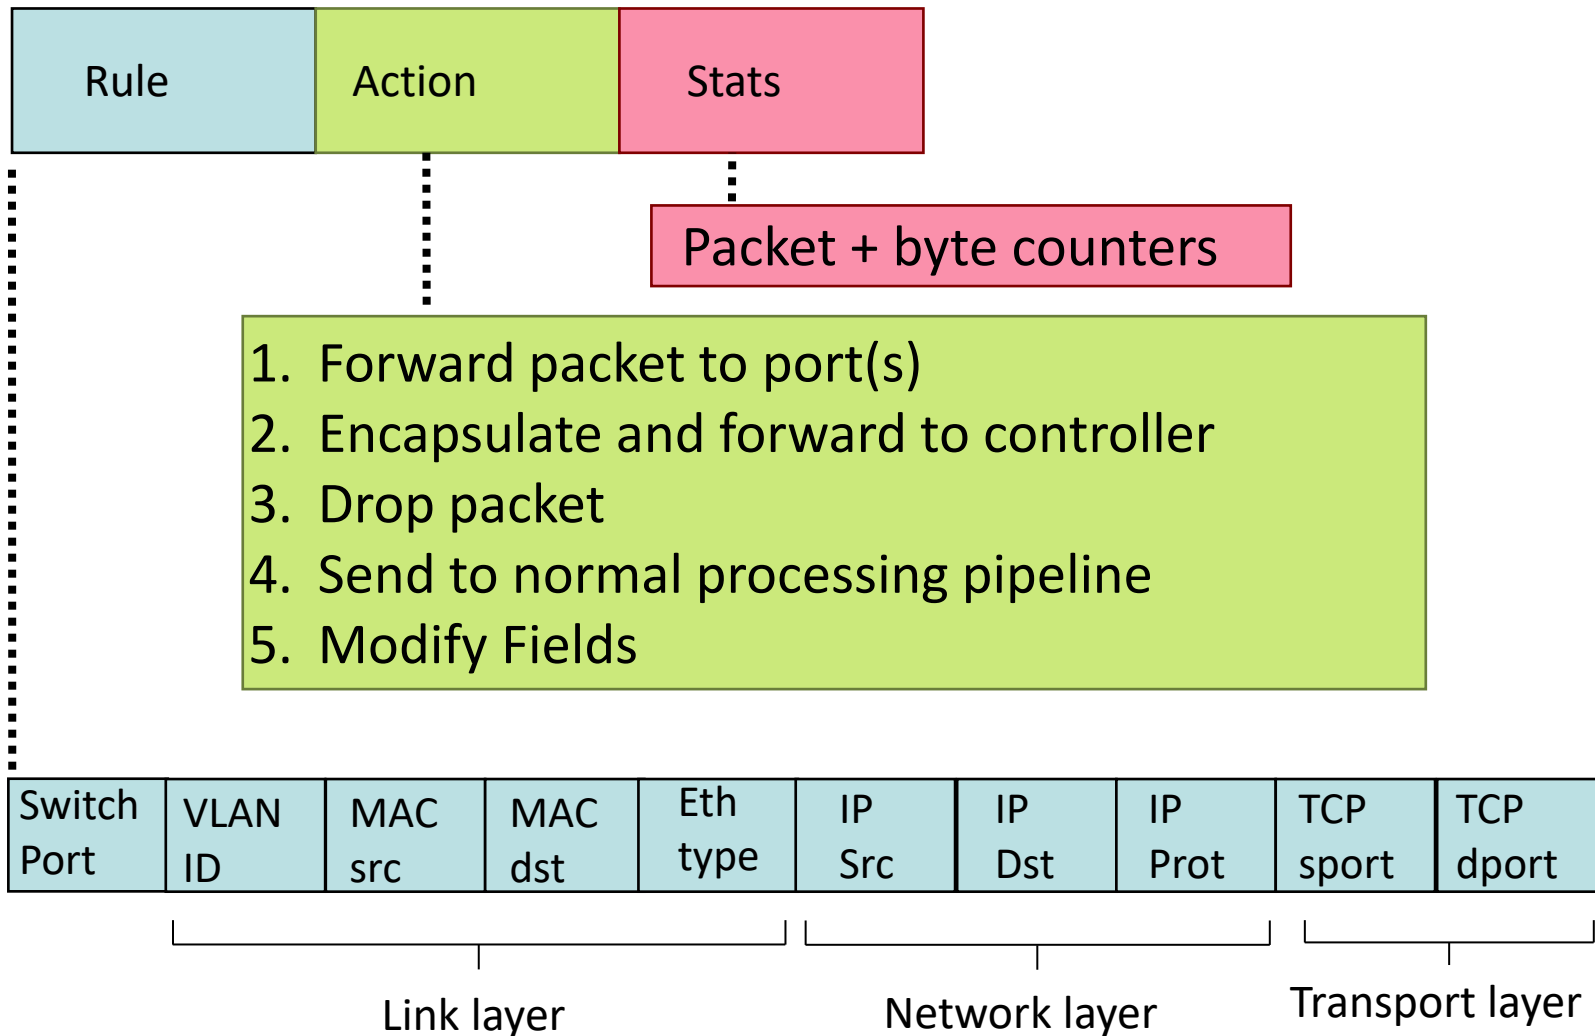 Rule
Action
Stats
Packet + byte counters
1. Forward packet to port(s)
2. Encapsulate and forward to controller
3. Drop packet
4. Send to normal processing pipeline
5. Modify Fields
Switch
Port
VLAN
ID
MAC
src
MAC
dst
Eth
type
IP
Src
IP
Dst
IP
Prot
TCP
sport
TCP
dport
Link layer
Network layer
Transport layer